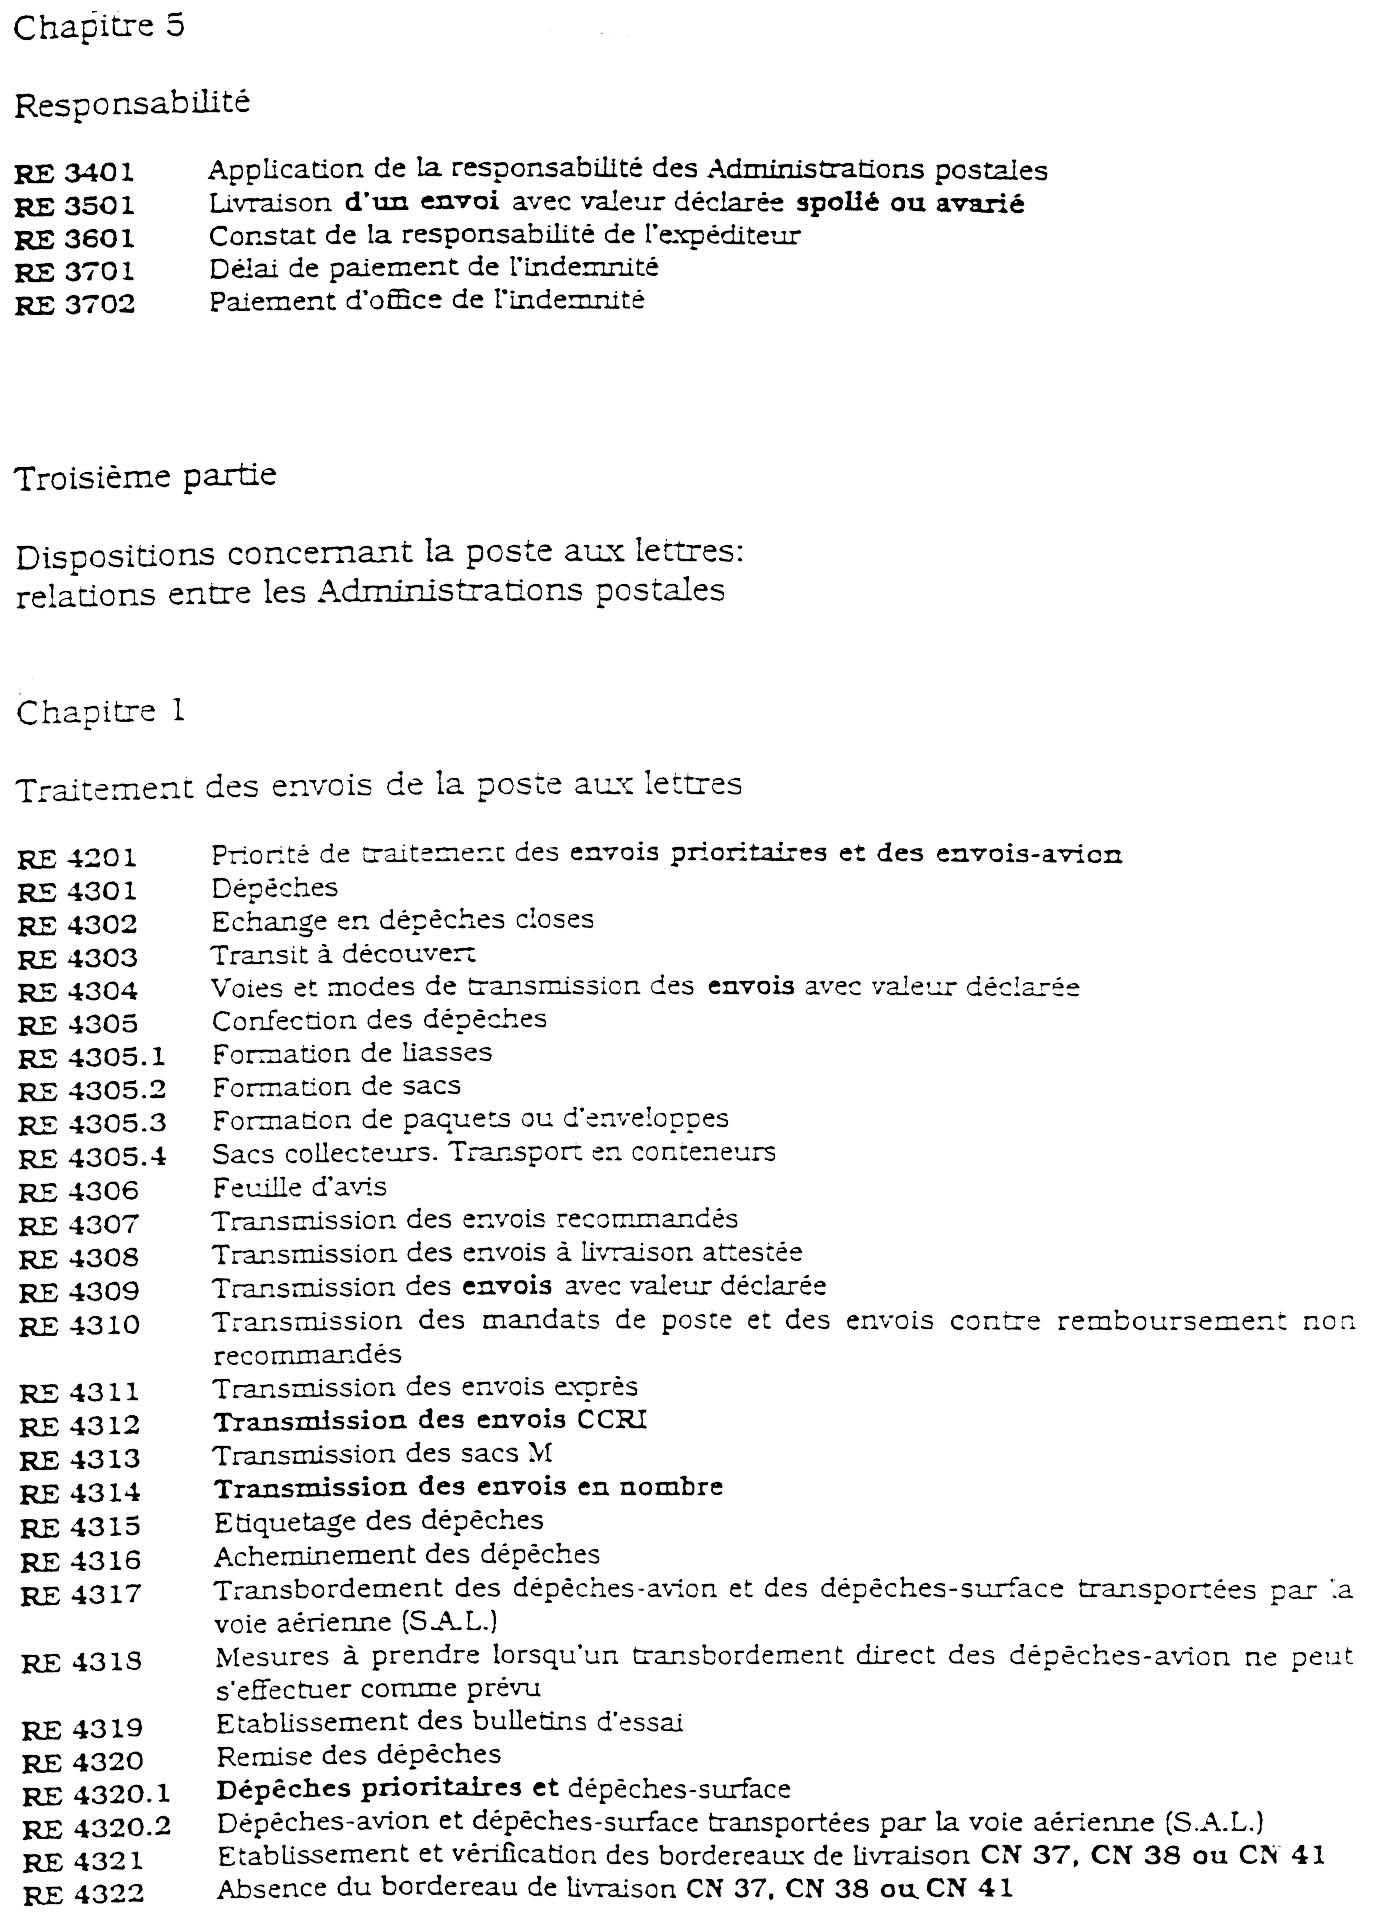 Chapitre 5
Responsabilité
RE 3401 Application de la responsabilité des Administrations postales
RE 3501 Livraison d'un envoi avec valeur déclarée spolié ou avarié
RE 3601 Constat de la responsabilité de l'expéditeur
RE 3701 Délai de paiement de l'indemnité
RE 3702 Paiement d'office de l'indemnité
Troisième partie
Dispositions concernant la poste aux lettres:
relations entre les Administrations postales
Chapitre 1
Traitement des envois de la poste aux lettres
RE 4201 Priorité de traitement des envois prioritaires et des envois-avion
RE 4301 Dépêches
RE 4302 Echange en dépêches closes
RE 4303 Transit à découvert
RE 4304 Voies et modes de transmission des envois avec valeur déclarée
RE 4305 Confection des dépêches
RE 4305.1 Formation de liasses
RE 4305.2 Formation de sacs
RE 4305.3 Formation de paquets ou d'enveloppes
RE 4305.4 Sacs collecteurs. Transport en conteneurs
RE 4306 Feuille d'avis
RE 4307 Transmission des envois recommandés
RE 4308 Transmission des envois à livraison attestée
RE 4309 Transmission des envois avec valeur déclarée
RE 4310 Transmission des mandats de poste et des envois contre remboursement non
recommandés
RE 4311 Transmission des envois exprès
RE 4312 Transmission des envois CCRI
RE 4313 Transmission des sacs M
RE 4314 Transmission des envois en nombre
RE 4315 Etiquetage des dépêches
RE 4316 Acheminement des dépêches
RE 4317 Transbordement des dépêches-avion et des dépêches-surface transportées par la
voie aérienne (S.A.L.)
RE 4318 Mesures à prendre lorsqu'un transbordement direct des dépêches-avion ne peut
s'effectuer comme prévu
RE 4319 Etablissement des bulletins d'essai
RE 4320 Remise des dépêches
RE 4320.1 Dépêches prioritaires et dépêches-surface
RE 4320.2 Dépêches-avion et dépêches-surface transportées par la voie aérienne (S.A.L.)
RE 4321 Etablissement et vérification des bordereaux de livraison CN 37, CN 38 ou CN 41
RE 4322 Absence du bordereau de livraison CN 37, CN 38 ou CN 41